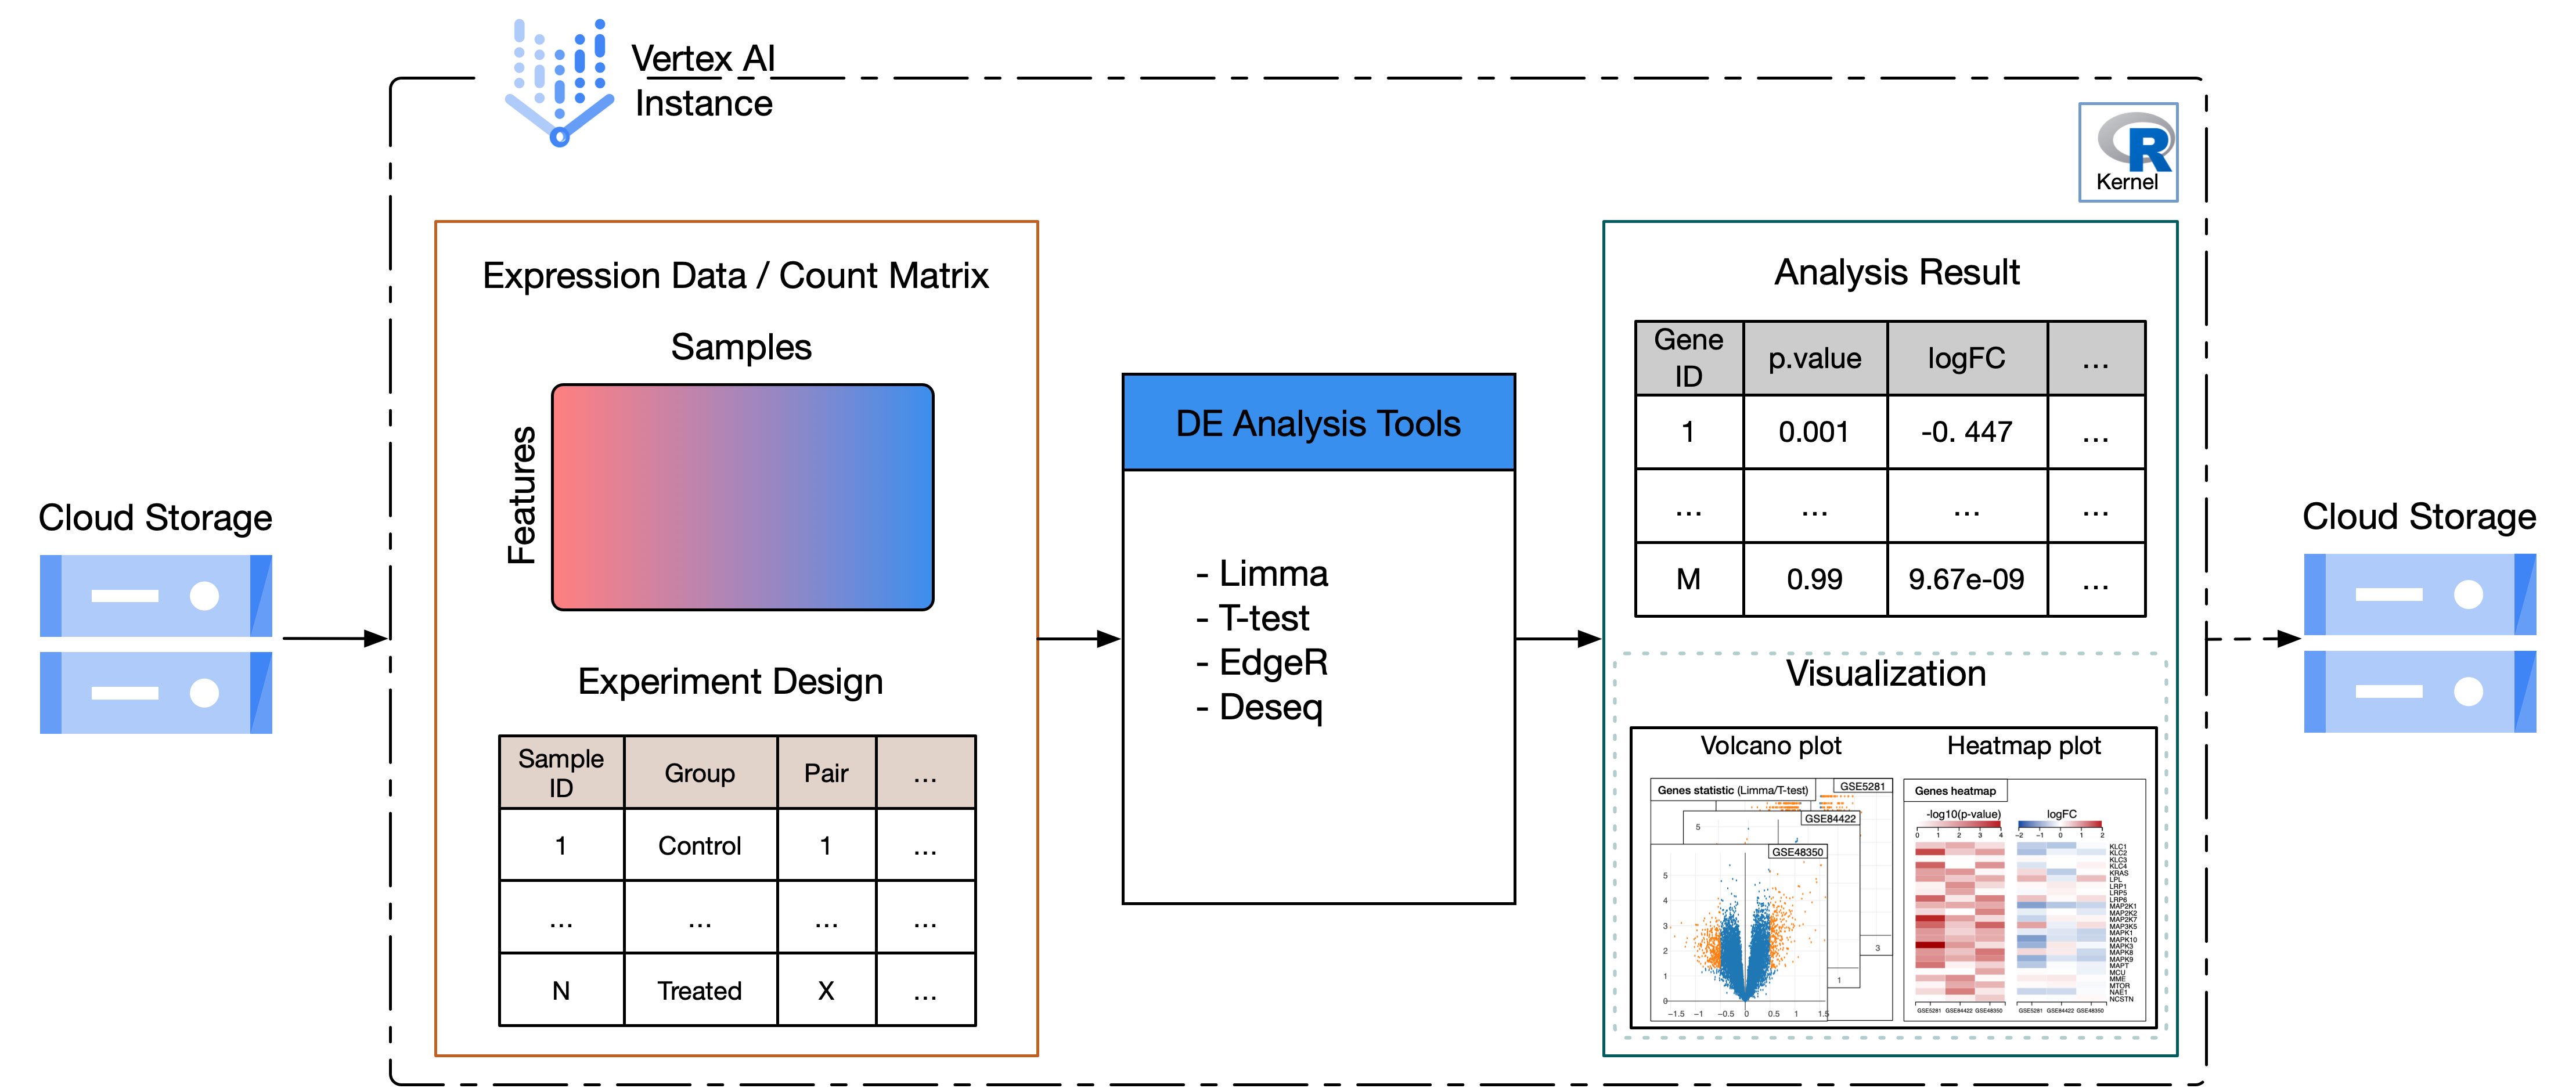 Vertex AI
Instance
R
Kernel
Cloud Storage
Expression Data / Count Matrix
Samples
Features
Experiment Design
Sample ID Group Pair ...
1 Control 1 ...
... ... ... ...
N Treated X ...
DE Analysis Tools
- Limma
- T-test
- EdgeR
- Deseq
Analysis Result
Gene ID p.value logFC ...
1 0.001 -0. 447 ...
... ... ... ...
M 0.99 9.67e-09 ...
Visualization
Volcano plot
Genes statistic (Limma/T-test)
GSE5281
5
GSE84422
GSE48350
5
4
3
2
1
0
−1.5 −1 −0.5 0 0.5 1 1.5
1
3
Heatmap plot
Genes heatmap
-log10(p-value) logFC
0 1 2 3 4 −2 −1 0 1 2
KLC1
KLC2
KLC3
KLC4
KRAS
LPL
LRP1
LRP5
LRP6
MAP2K1
MAP2K2
MAP2K7
MAP3K5
MAPK1
MAPK10
MAPK3
MAPK8
MAPK9
MAPT
MCU
MME
MTOR
NAE1
NCSTN
GSE5281 GSE84422 GSE48350 GSE5281 GSE84422 GSE48350
Cloud Storage